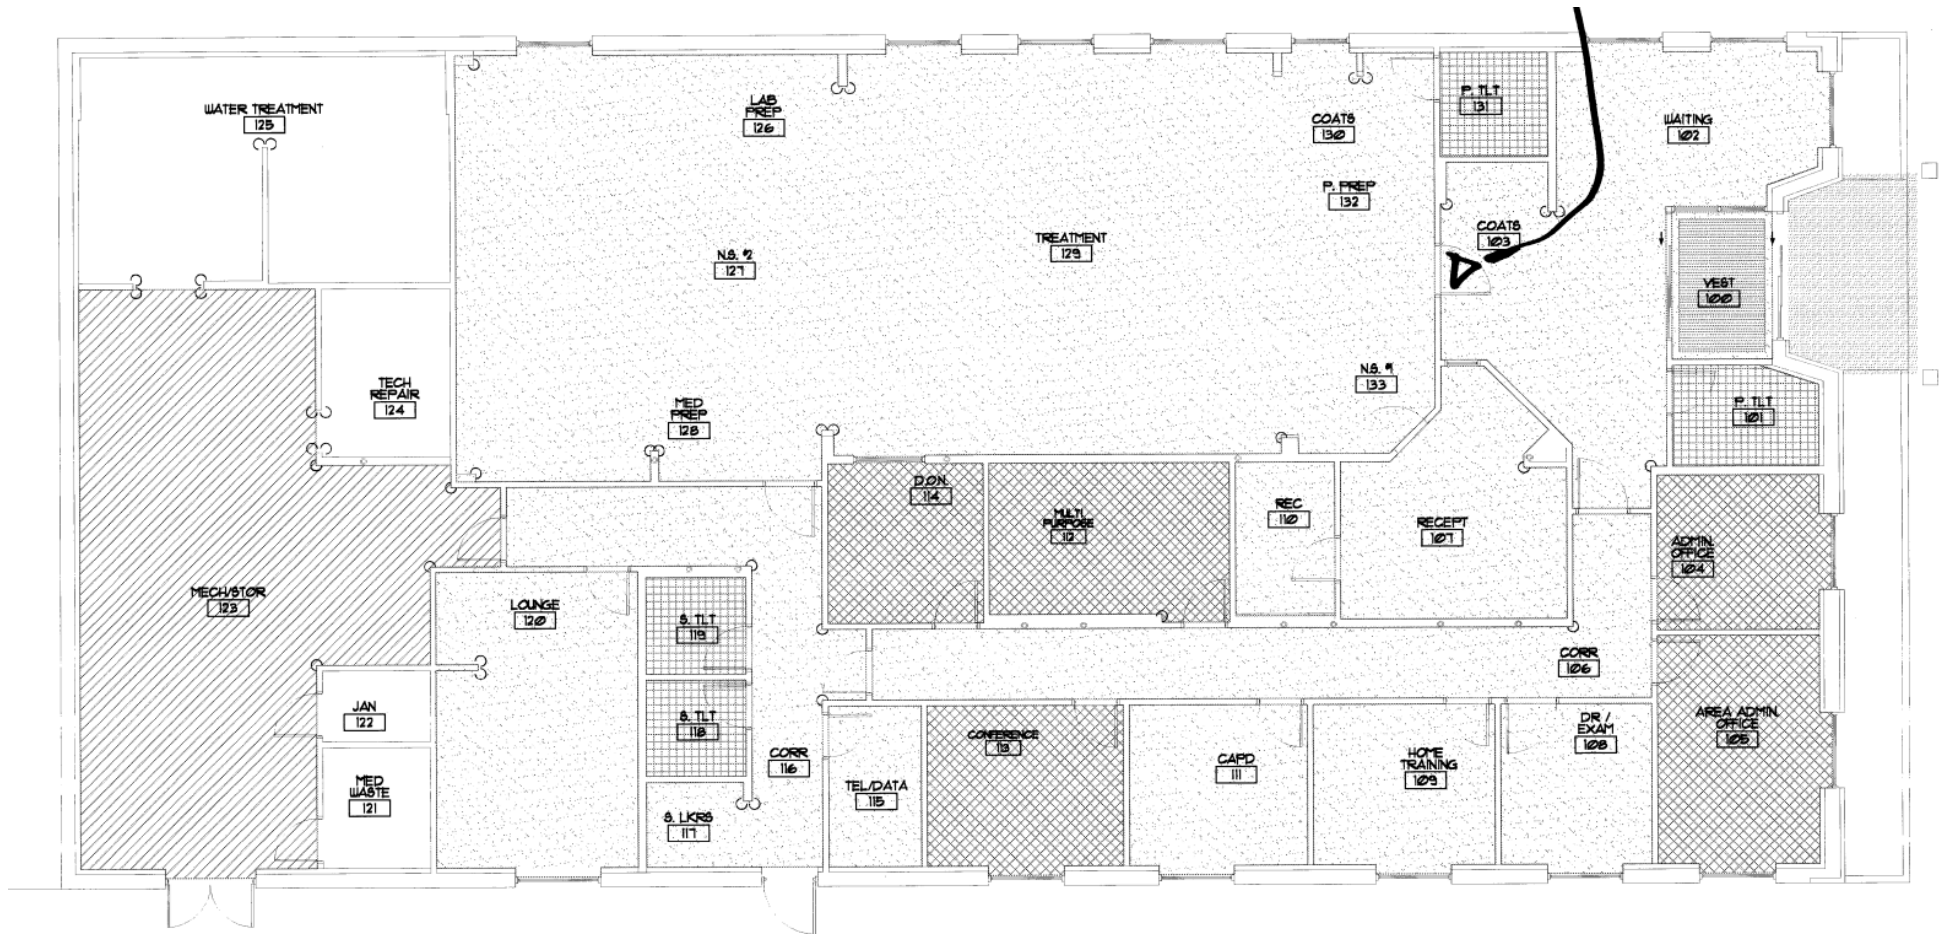 WATER TREATMENT
125
LAB
PREP
126
COATS
130
P. TLT
131
WAITING
102
P. PREP
132
COATS
103
TREATMENT
129
N.S. #2
127
VEST
100
TECH
REPAIR
124
MED
PREP
128
N.S. #1
133
P. TLT
101
D.O.N.
114
MULTI
PURPOSE
112
REC
110
RECEPT
107
ADMIN.
OFFICE
104
MECH/STOR
123
LOUNGE
120
S. TLT
119
CORR
106
JAN
122
S. TLT
118
CONFERENCE
113
DR /
EXAM
108
AREA ADMIN.
OFFICE
105
MED
WASTE
121
CORR
116
TEL/DATA
115
CAPD
111
HOME
TRAINING
109
S. LKRS
117